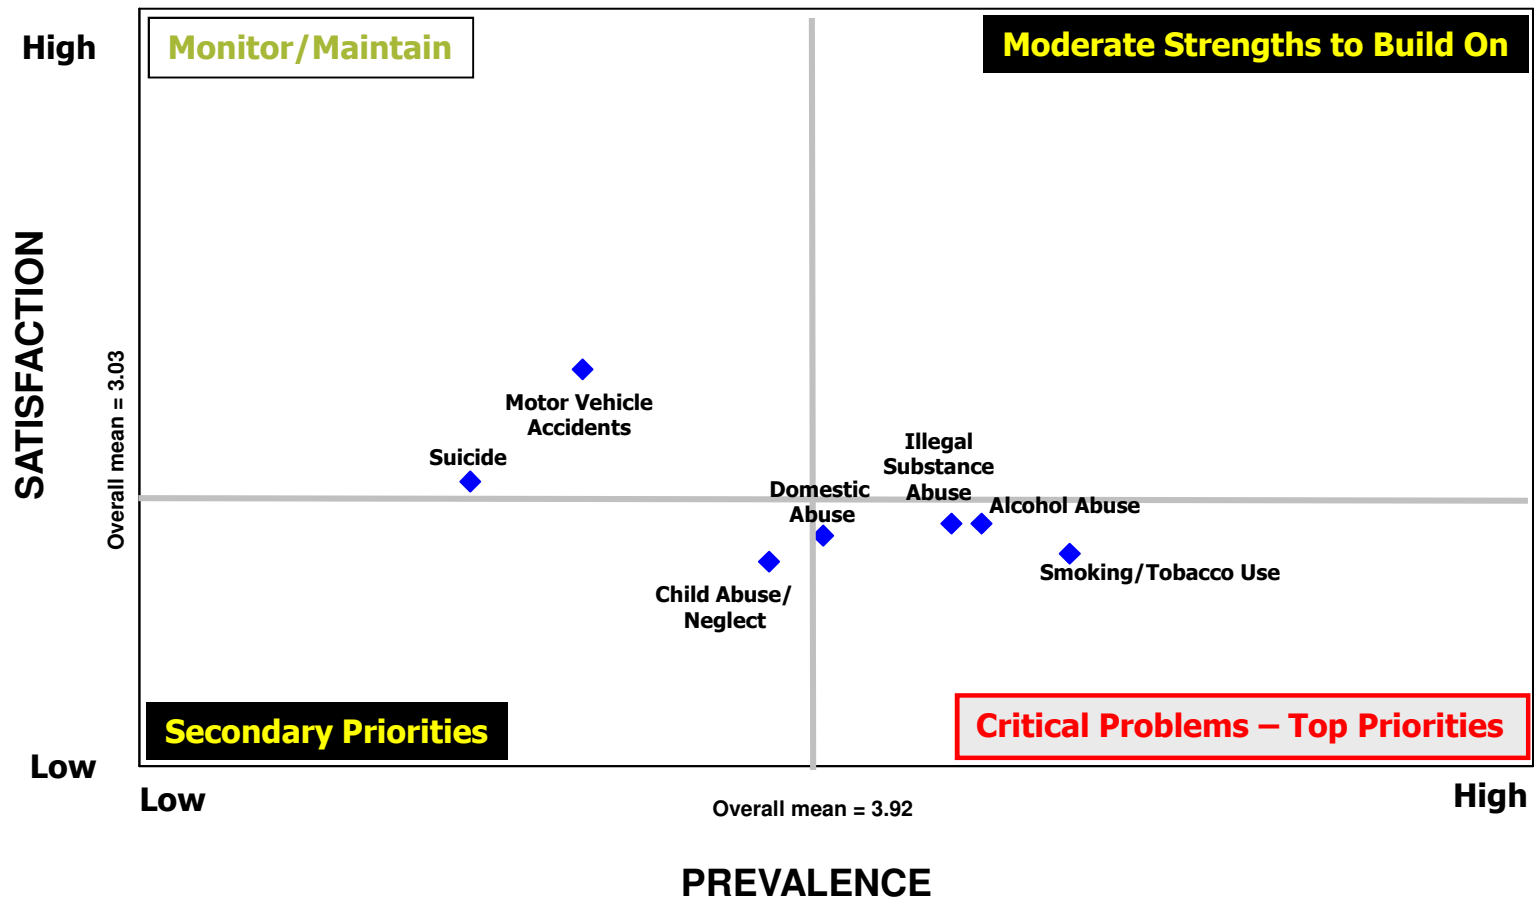 High
Monitor/Maintain
Moderate Strengths to Build On
SATISFACTION
Overall mean = 3.03
Motor Vehicle
Accidents
Suicide
Illegal
Substance
Abuse
Domestic
Abuse
Alcohol Abuse
Smoking/Tobacco Use
Child Abuse/
Neglect
Secondary Priorities
Critical Problems – Top Priorities
Low
Low
Overall mean = 3.92
High
PREVALENCE